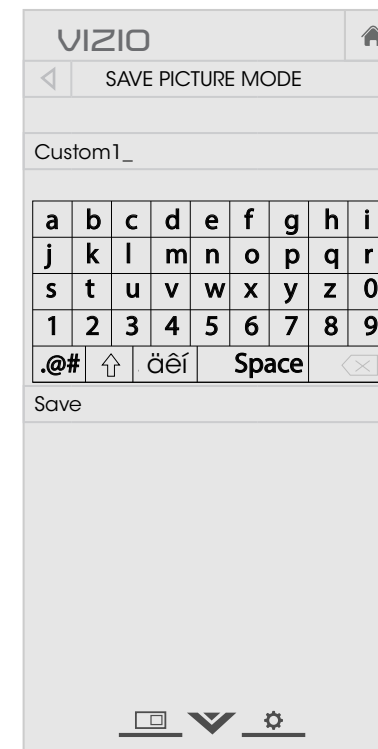 VIZIO
SAVE PICTURE MODE
Custom1_
a b c d e f g h i
j k l m n o p q r
s t u v w x y z 0
1 2 3 4 5 6 7 8 9
.@# äêí Space
Save